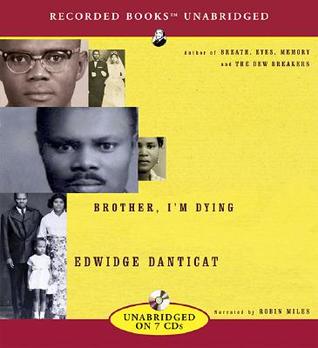 RECORDED BOOKS™ UNABRIDGED
Author of BREATH, EYES, MEMORY
and THE DEW BREAKERS
BROTHER, I'M DYING
EDWIDGE DANTICAT
UNABRIDGED
ON 7 CDs
Narrated by ROBIN MILES